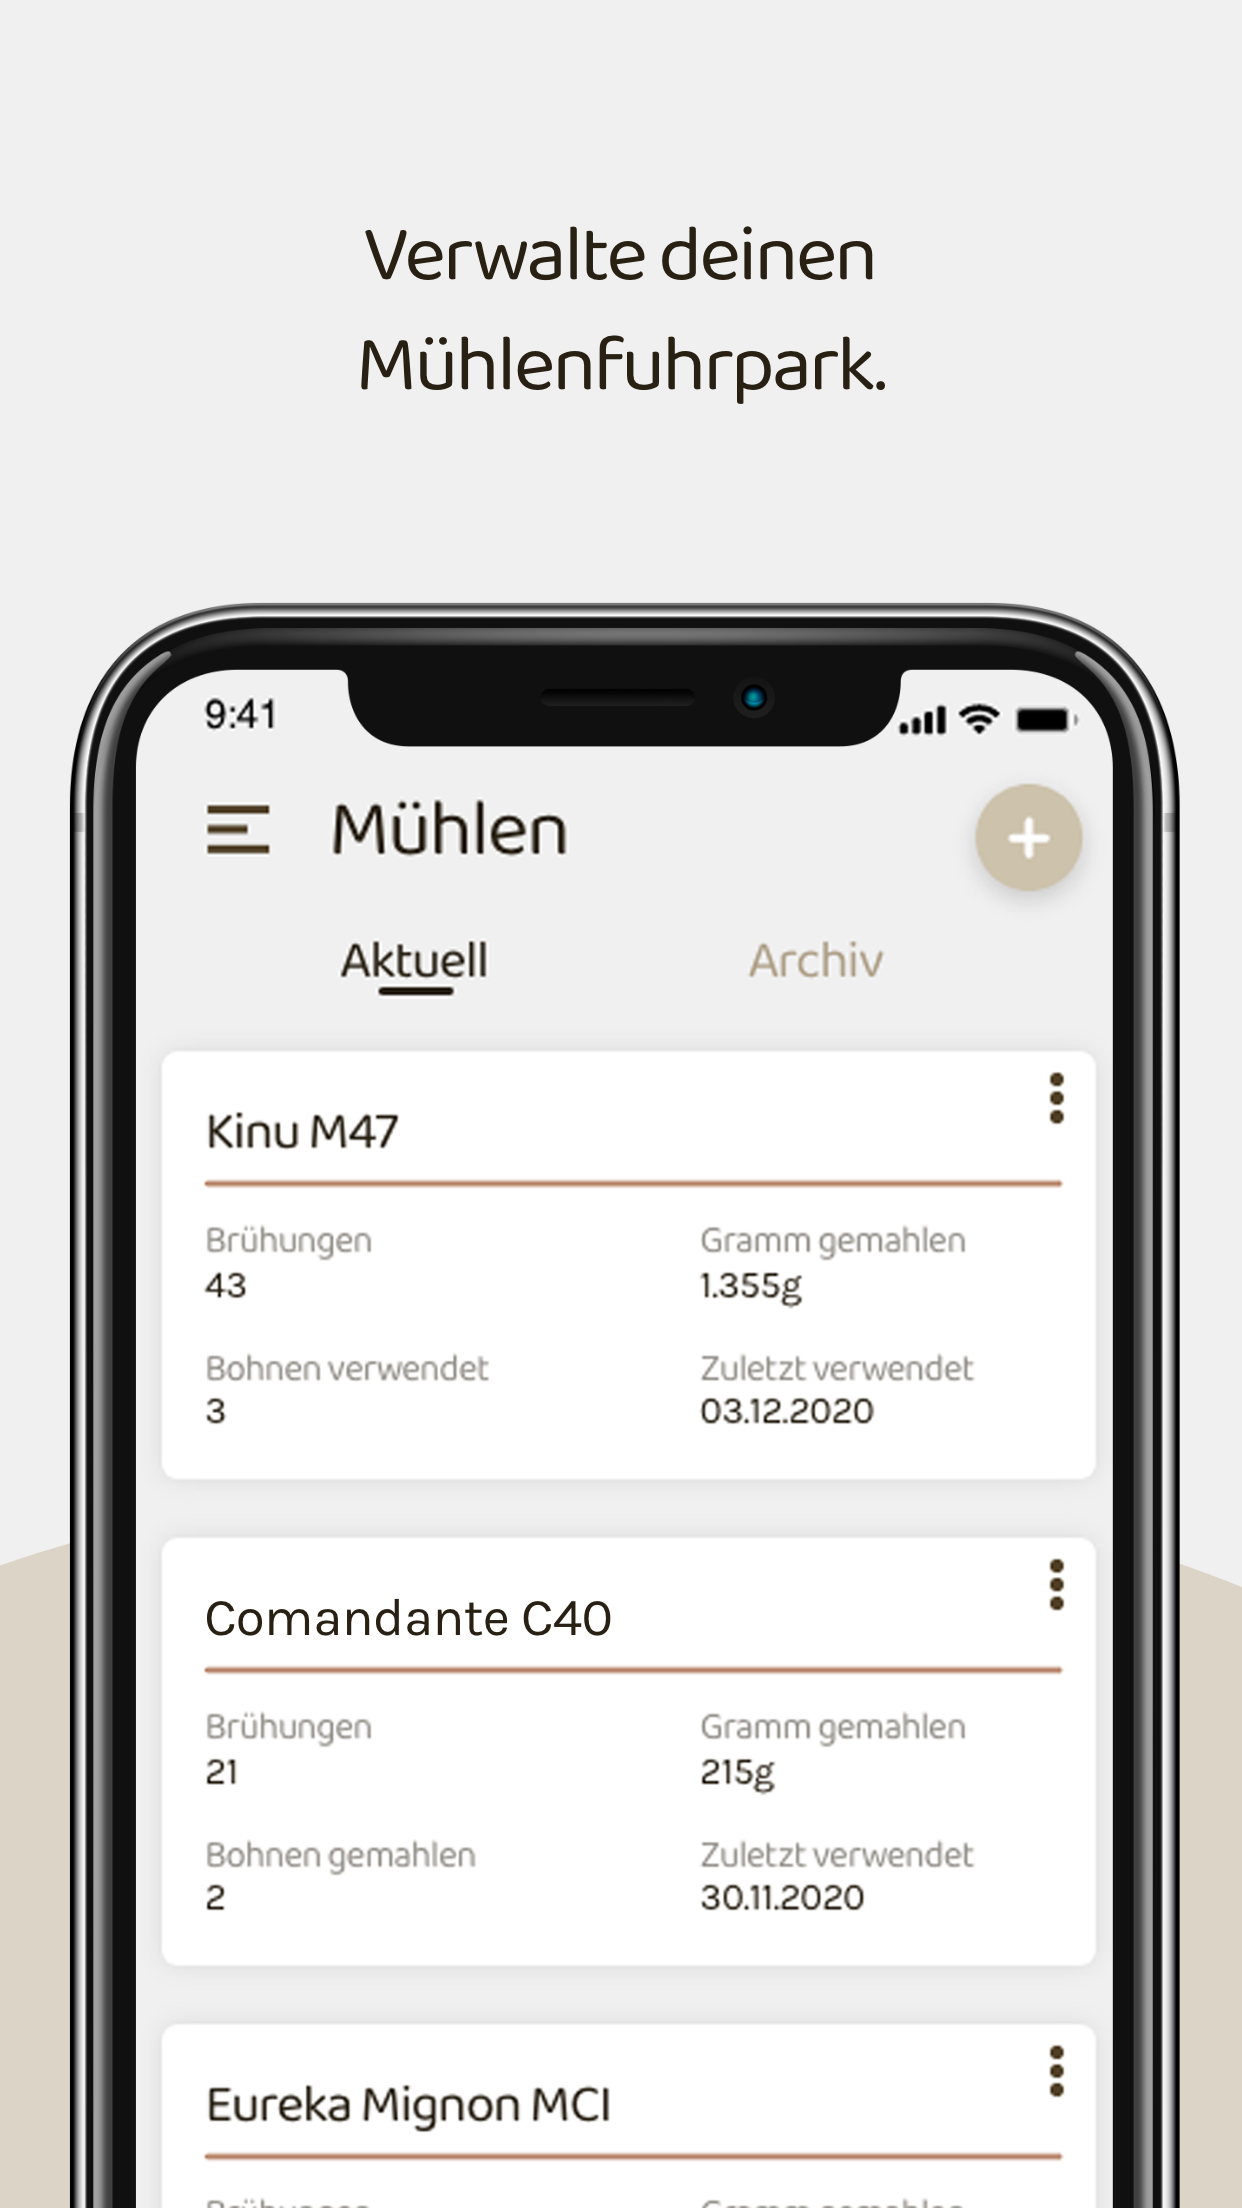 Verwalte deinen
Mühlenfuhrpark.
9:41
Mühlen
Aktuell Archiv
Kinu M47
Brühungen Gramm gemahlen
43 1.355g
Bohnen verwendet Zuletzt verwendet
3 03.12.2020
Comandante C40
Brühungen Gramm gemahlen
21 215g
Bohnen gemahlen Zuletzt verwendet
2 30.11.2020
Eureka Mignon MCI